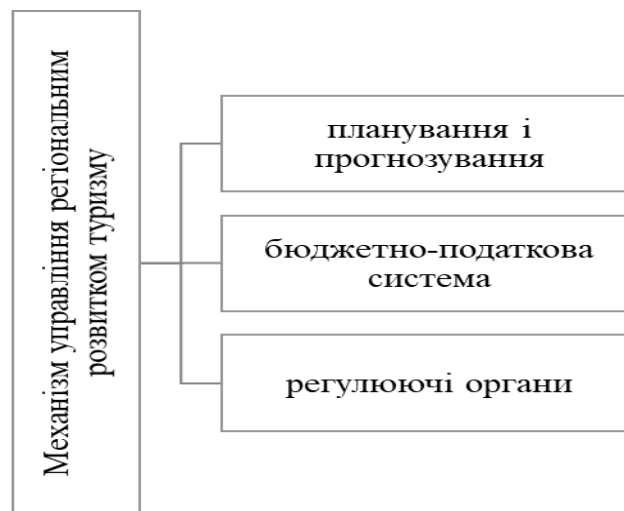 Механізм управління регіональним
розвитком туризму
планування і
прогнозування
бюджетно-податкова
система
регулюючі органи